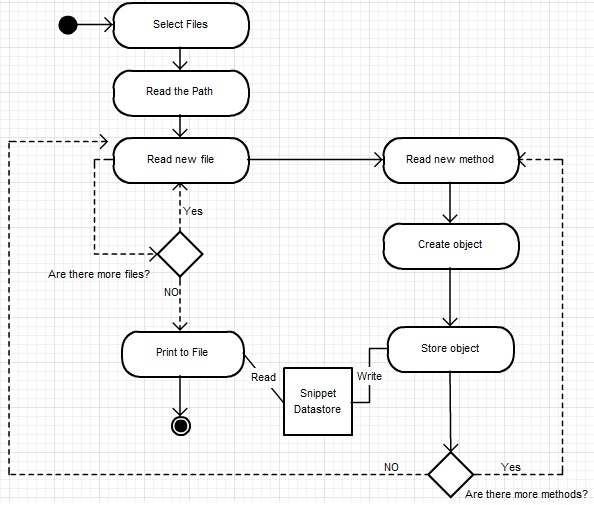 Select Files
Read the Path
Read new file
Read new method
Yes
Create object
Are there more files?
NO
Print to File
Store object
Read
Write
Snippet
Datastore
NO
Yes
Are there more methods?